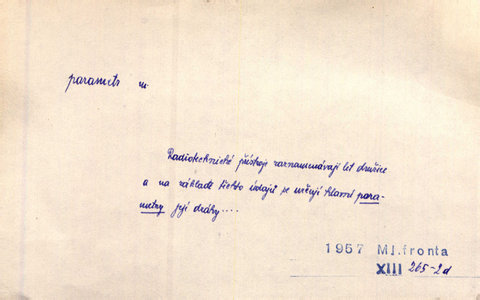 parametr m.
Radiotechnické přístroje zaznamenávají let družice
a na základě těchto údajů se určují hlavní para-
metry její dráhy....
1957 Ml.fronta
XIII 265-2d